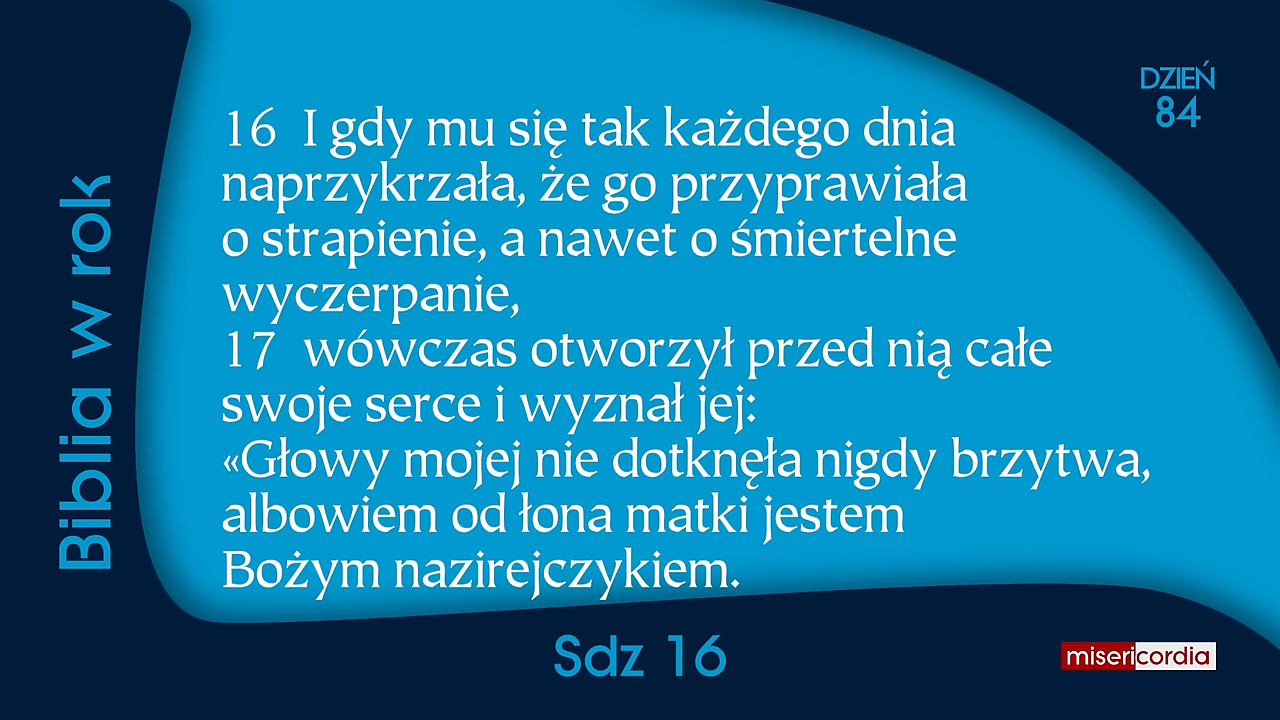 DZIEŃ
84
16 I gdy mu się tak każdego dnia
naprzykrzała, że go przyprawiała
o strapienie, a nawet o śmiertelne
wyczerpanie,
17 wówczas otworzył przed nią całe
swoje serce i wyznał jej:
«Głowy mojej nie dotknęła nigdy brzytwa,
albowiem od łona matki jestem
Bożym nazirejczykiem.
Biblia w rok
Sdz 16
misericordia